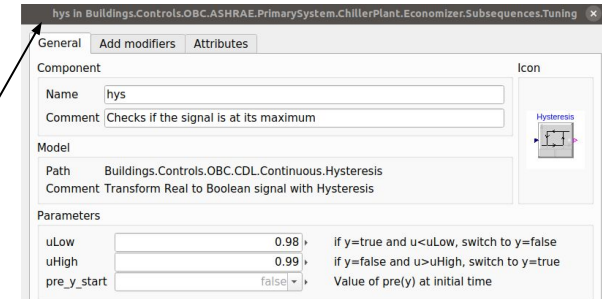 hys in Buildings.Controls.OBC.ASHRAE.PrimarySystem.ChillerPlant.Economizer.Subsequences.Tuning
General Add modifiers Attributes
Component Icon
Name hys
Comment Checks if the signal is at its maximum
Hysteresis
Model
Path Buildings.Controls.OBC.CDL.Continuous.Hysteresis
Comment Transform Real to Boolean signal with Hysteresis
Parameters
uLow 0.98 if y=true and u<uLow, switch to y=false
uHigh 0.99 if y=false and u>uHigh, switch to y=true
pre_y_start false Value of pre(y) at initial time